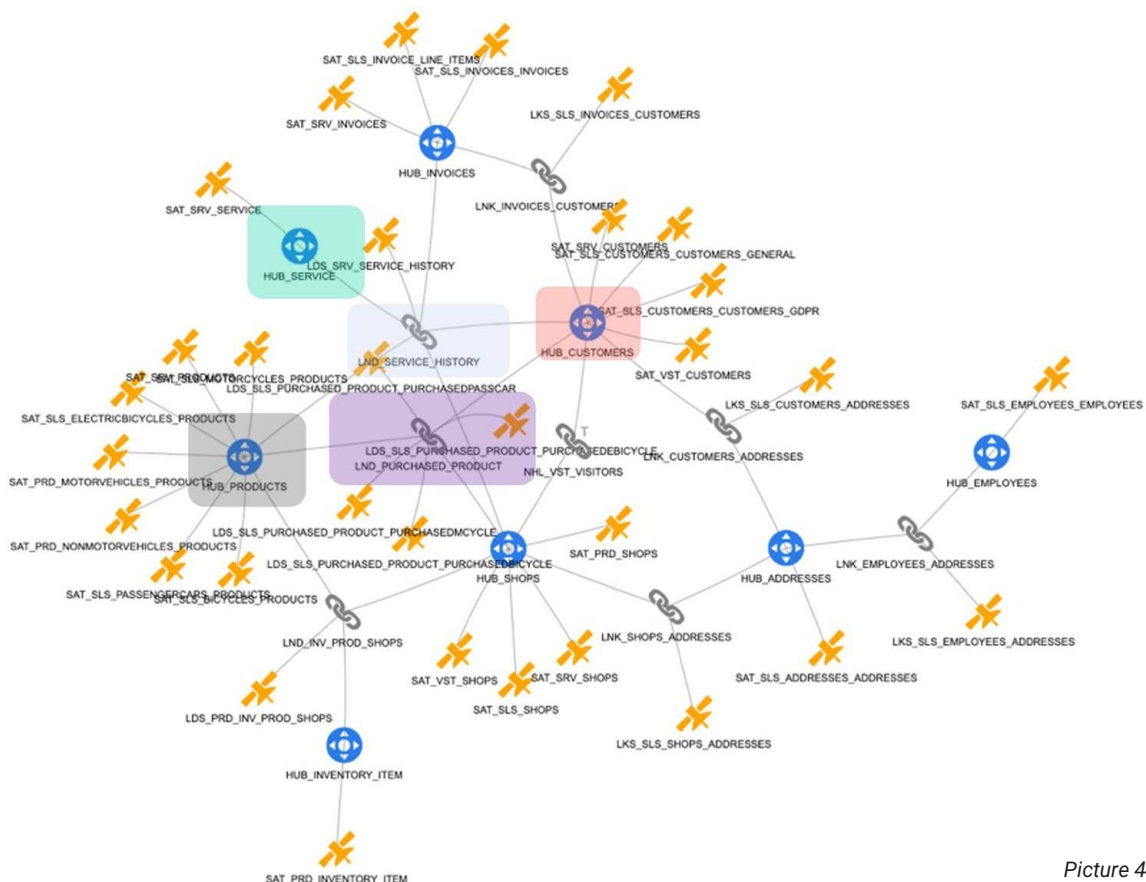 SAT_SLS_INVOICE_LINE_ITEMS
SAT_SLS_INVOICES_INVOICES
LKS_SLS_INVOICES_CUSTOMERS
SAT_SRV_INVOICES
HUB_INVOICES
LNK_INVOICES_CUSTOMERS
SAT_SRV_SERVICE
SAT_SRV_CUSTOMERS
SAT_SLS_CUSTOMERS_CUSTOMERS_GENERAL
LDS_SRV_SERVICE_HISTORY
HUB_SERVICE
SAT_SLS_CUSTOMERS_CUSTOMERS_GDPR
HUB_CUSTOMERS
LND_SERVICE_HISTORY
SAT_VST_CUSTOMERS
SAT_SRV_PRODUCTS
SAT_SLS_MOTORCYCLES_PRODUCTS
LDS_SLS_PURCHASED_PRODUCT_PURCHASEDPASSCAR
LKS_SLS_CUSTOMERS_ADDRESSES
SAT_SLS_EMPLOYEES_EMPLOYEES
SAT_SLS_ELECTRICBICYCLES_PRODUCTS
T
LDS_SLS_PURCHASED_PRODUCT_PURCHASEDEBICYCLE
LNK_CUSTOMERS_ADDRESSES
LND_PURCHASED_PRODUCT
NHL_VST_VISITORS
SAT_PRD_MOTORVEHICLES_PRODUCTS
HUB_PRODUCTS
HUB_EMPLOYEES
LDS_SLS_PURCHASED_PRODUCT_PURCHASEDMCYCLE
SAT_PRD_NONMOTORVEHICLES_PRODUCTS
SAT_PRD_SHOPS
LDS_SLS_PURCHASED_PRODUCT_PURCHASEDBICYCLE
LNK_EMPLOYEES_ADDRESSES
HUB_SHOPS
HUB_ADDRESSES
SAT_SLS_PASSENGERCARS_PRODUCTS
SAT_SLS_BICYCLES_PRODUCTS
LND_INV_PROD_SHOPS
LNK_SHOPS_ADDRESSES
LKS_SLS_EMPLOYEES_ADDRESSES
SAT_VST_SHOPS
SAT_SRV_SHOPS
SAT_SLS_ADDRESSES_ADDRESSES
SAT_SLS_SHOPS
LDS_PRD_INV_PROD_SHOPS
LKS_SLS_SHOPS_ADDRESSES
HUB_INVENTORY_ITEM
SAT_PRD_INVENTORY_ITEM
Picture 4